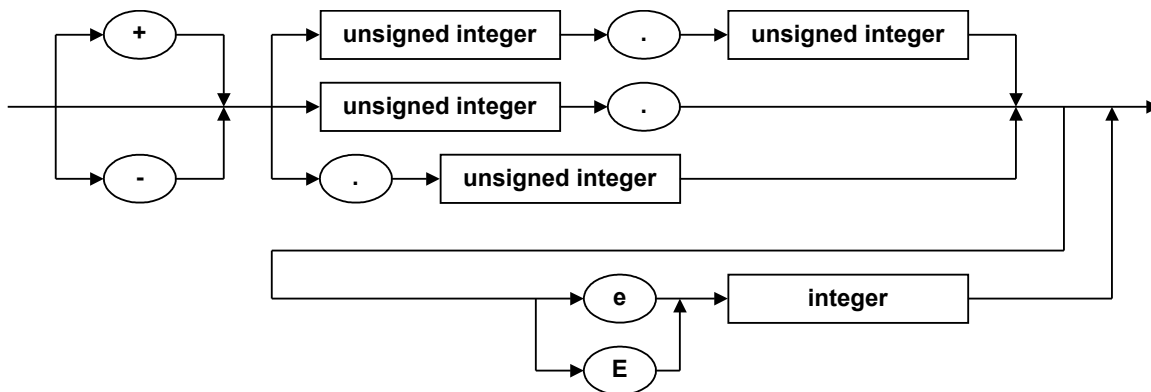 + unsigned integer . unsigned integer
unsigned integer .
- . unsigned integer
e integer
E